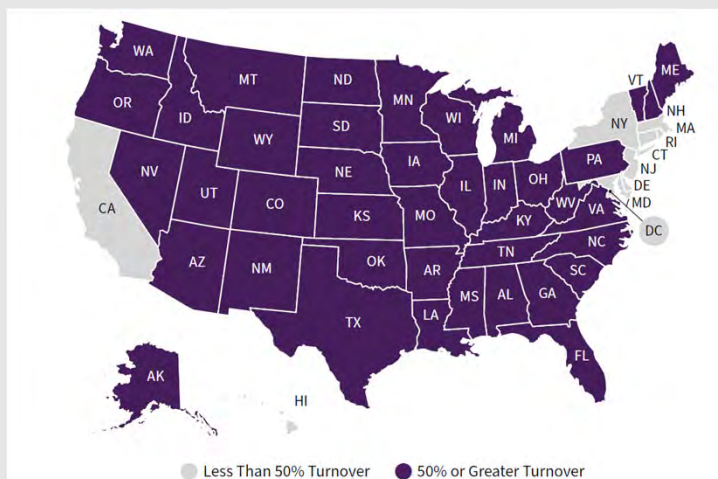 WA
MT
ND
MN
VT
ME
OR
ID
SD
WI
NY
NH
MA
WY
MI
RI
CT
NE
IA
PA
NJ
NV
UT
CO
IL
IN
OH
DE
MD
CA
KS
MO
KY
WV
VA
DC
AZ
NM
OK
AR
TN
NC
SC
MS
AL
GA
TX
LA
FL
AK
HI
Less Than 50% Turnover
50% or Greater Turnover